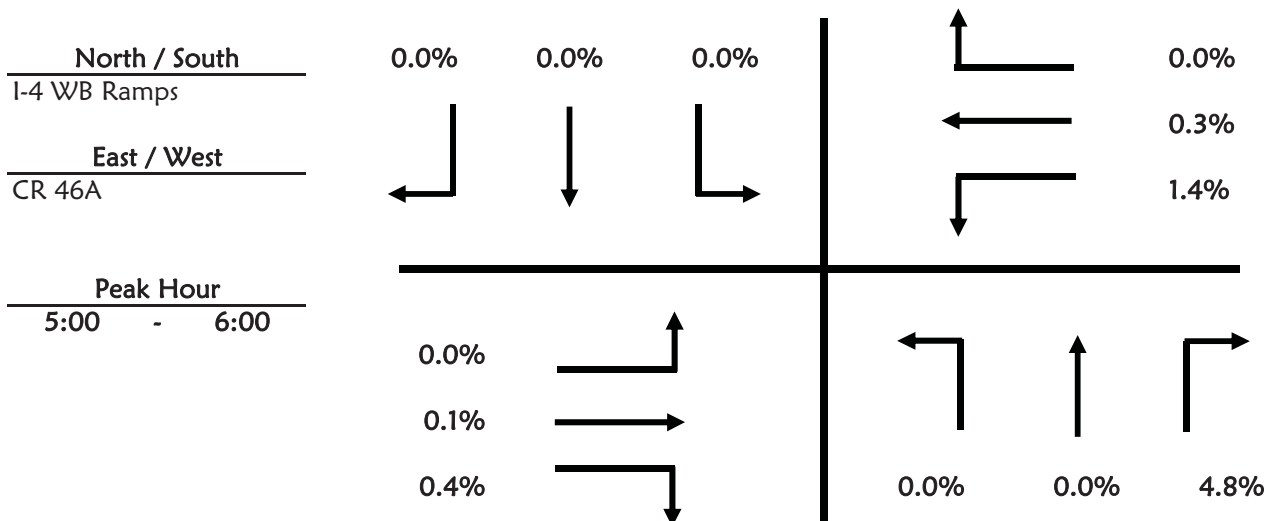 North / South
I-4 WB Ramps
East / West
CR 46A
Peak Hour
5:00 - 6:00
0.0% 0.0% 0.0%
0.0%
0.3%
1.4%
0.0%
0.1%
0.4%
0.0% 0.0% 4.8%